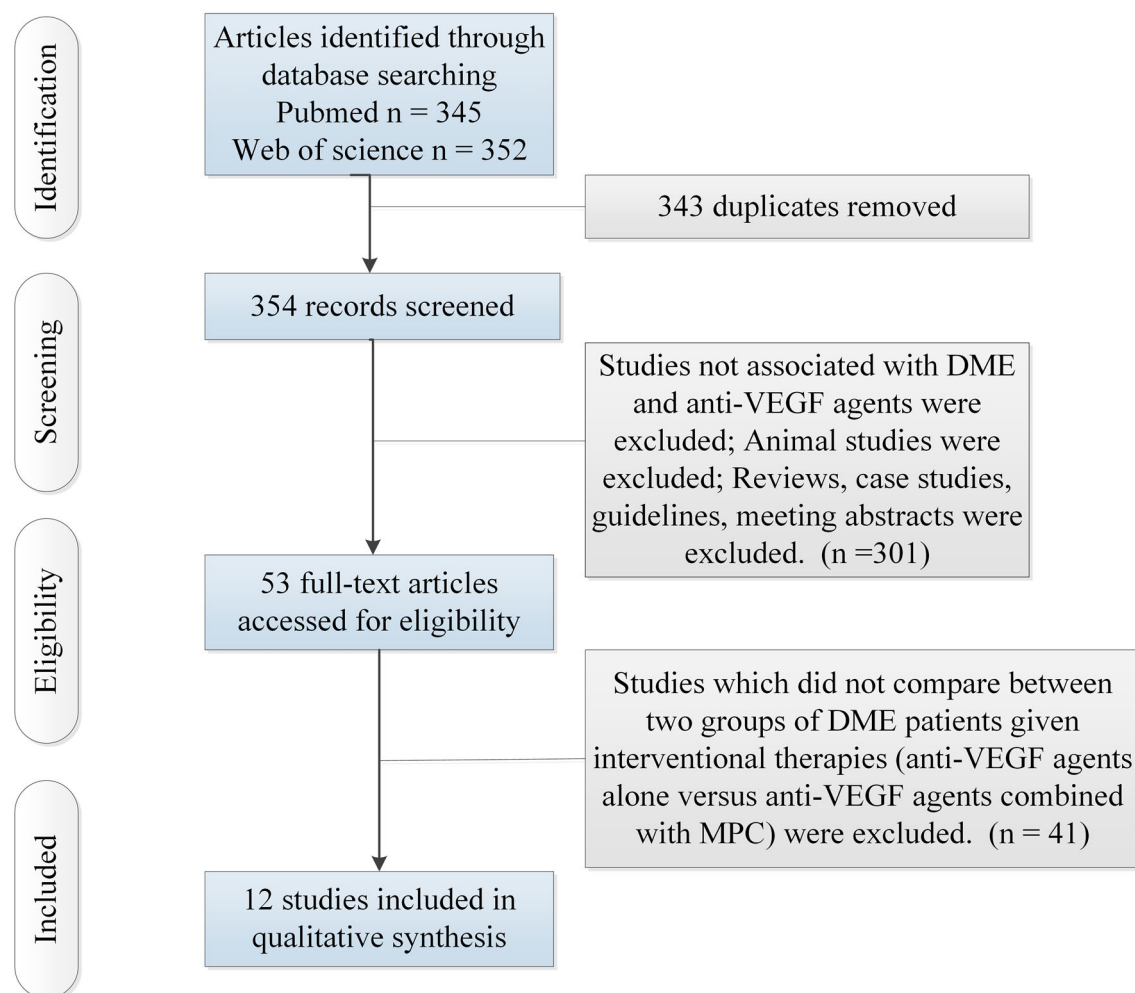 Identification
Articles identified through
database searching
Pubmed n = 345
Web of science n = 352
343 duplicates removed
Screening
354 records screened
Studies not associated with DME
and anti-VEGF agents were
excluded; Animal studies were
excluded; Reviews, case studies,
guidelines, meeting abstracts were
excluded. (n =301)
Eligibility
53 full-text articles
accessed for eligibility
Studies which did not compare between
two groups of DME patients given
interventional therapies (anti-VEGF agents
alone versus anti-VEGF agents combined
with MPC) were excluded. (n = 41)
Included
12 studies included in
qualitative synthesis